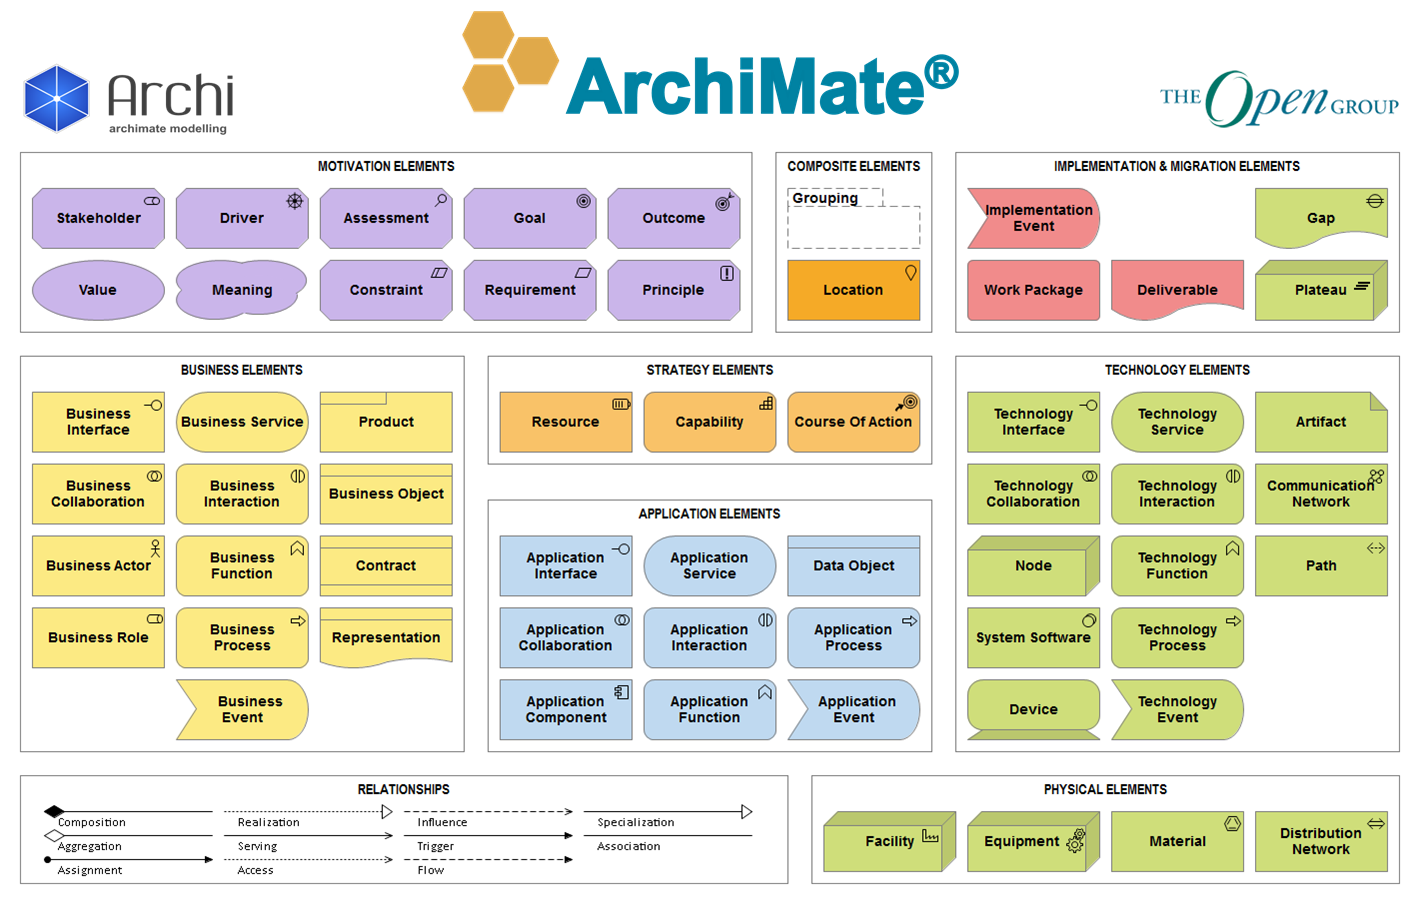 Archi
archimate modelling
ArchiMate®
THE Open GROUP
MOTIVATION ELEMENTS
Stakeholder
Driver
Assessment
Goal
Outcome
Value
Meaning
Constraint
Requirement
Principle
COMPOSITE ELEMENTS
Grouping
Location
IMPLEMENTATION & MIGRATION ELEMENTS
Implementation
Event
Gap
Work Package
Deliverable
Plateau
BUSINESS ELEMENTS
Business
Interface
Business Service
Product
Business
Collaboration
Business
Interaction
Business Object
Business Actor
Business
Function
Contract
Business Role
Business
Process
Representation
Business
Event
STRATEGY ELEMENTS
Resource
Capability
Course Of Action
APPLICATION ELEMENTS
Application
Interface
Application
Service
Data Object
Application
Collaboration
Application
Interaction
Application
Process
Application
Component
Application
Function
Application
Event
TECHNOLOGY ELEMENTS
Technology
Interface
Technology
Service
Artifact
Technology
Collaboration
Technology
Interaction
Communication
Network
Node
Technology
Function
Path
System Software
Technology
Process
Device
Technology
Event
RELATIONSHIPS
Composition
Realization
Influence
Specialization
Aggregation
Serving
Trigger
Association
Assignment
Access
Flow
PHYSICAL ELEMENTS
Facility
Equipment
Material
Distribution
Network